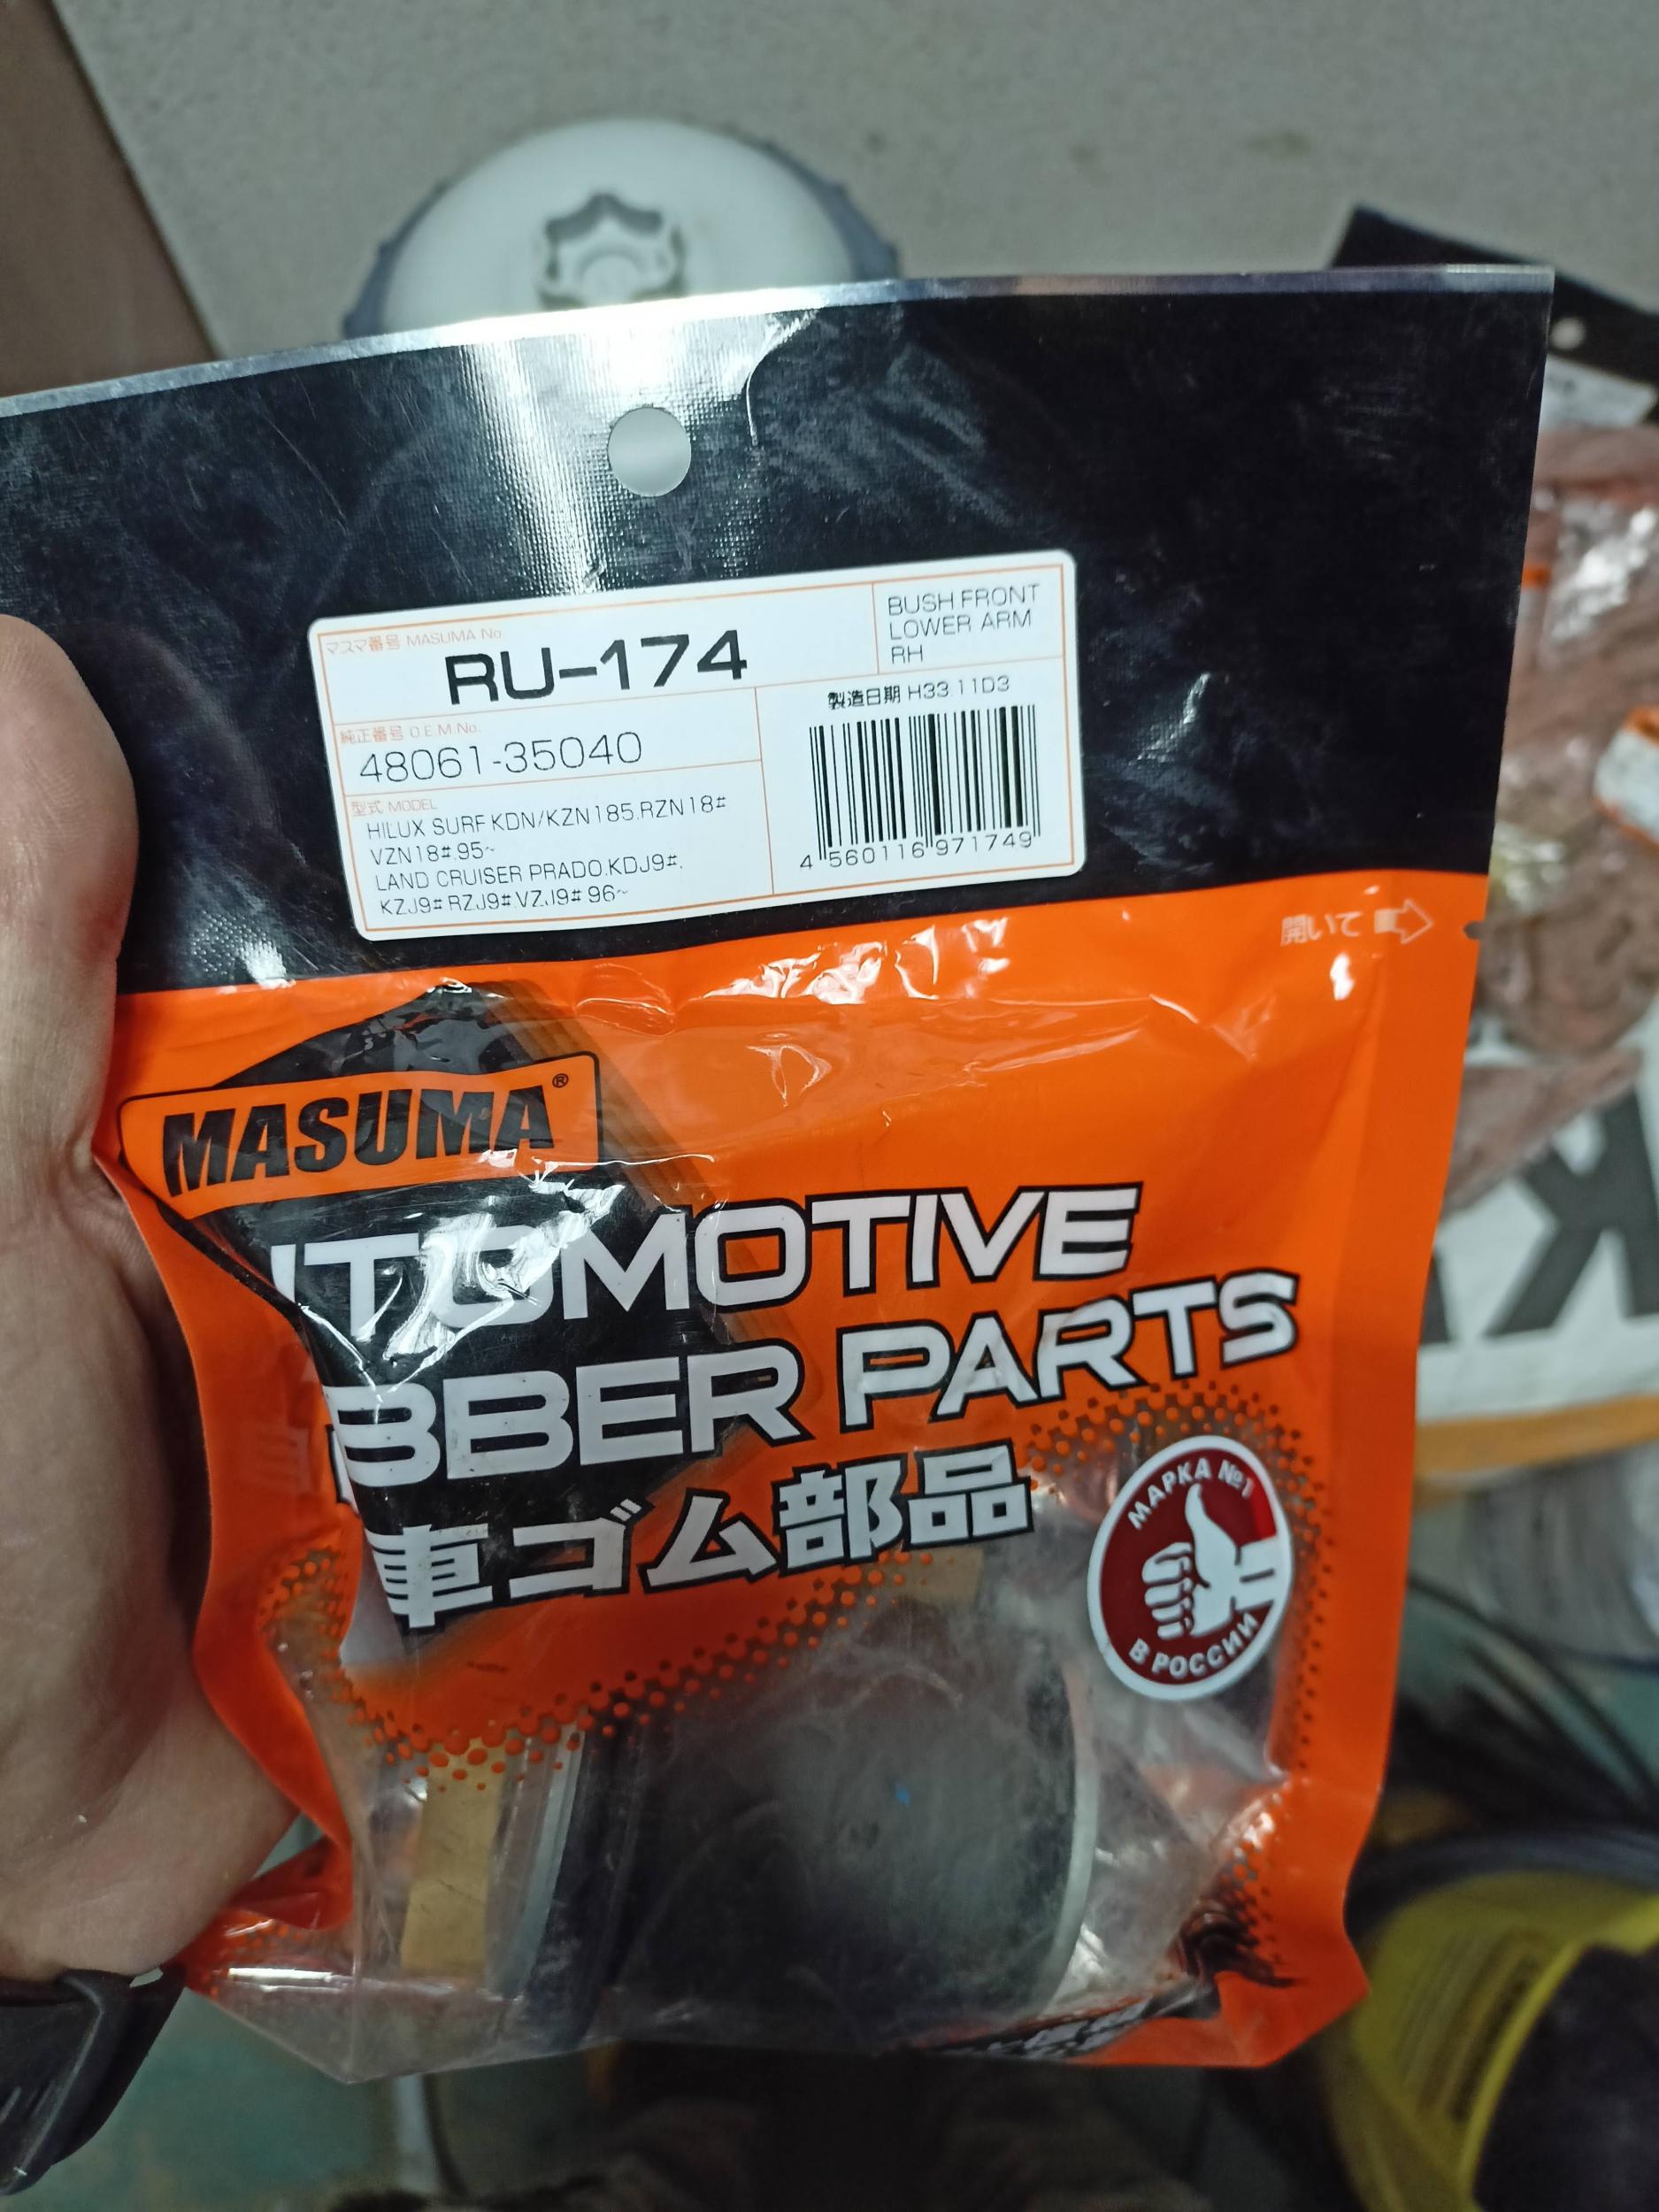 マスマ番号 MASUMA No.
RU-174
BUSH FRONT
LOWER ARM
RH
純正番号 O E M No.
48061-35040
製造日期 H33.11D3
型式 MODEL
HILUX SURF KDN/KZN185.RZN18#
VZN18#.95~
LAND CRUISER PRADO.KDJ9#.
KZJ9#RZJ9#VZJ9#96~
4 560116 971749
開いて
MASUMA®
UTOMOTIVE
BBER PARTS
車ゴム部品
МАРКА №1
В РОССИИ